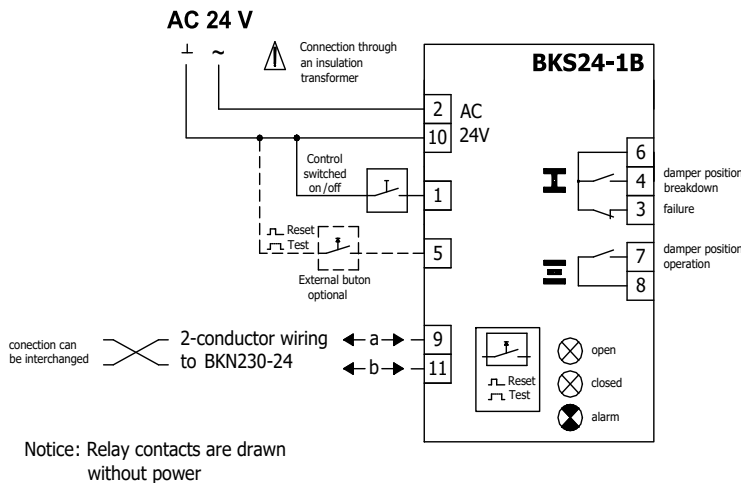 AC 24 V
⊥ ~
Connection through
an insulation
transformer
BKS24-1B
2 AC
10 24V
Control
switched
on/off
1
Reset
Test
5
External buton
optional
6
4 damper position
breakdown
3 failure
7 damper position
operation
8
conection can
be interchanged
2-conductor wiring
to BKN230-24
a 9
b 11
Reset
Test
open
closed
alarm
Notice: Relay contacts are drawn
without power